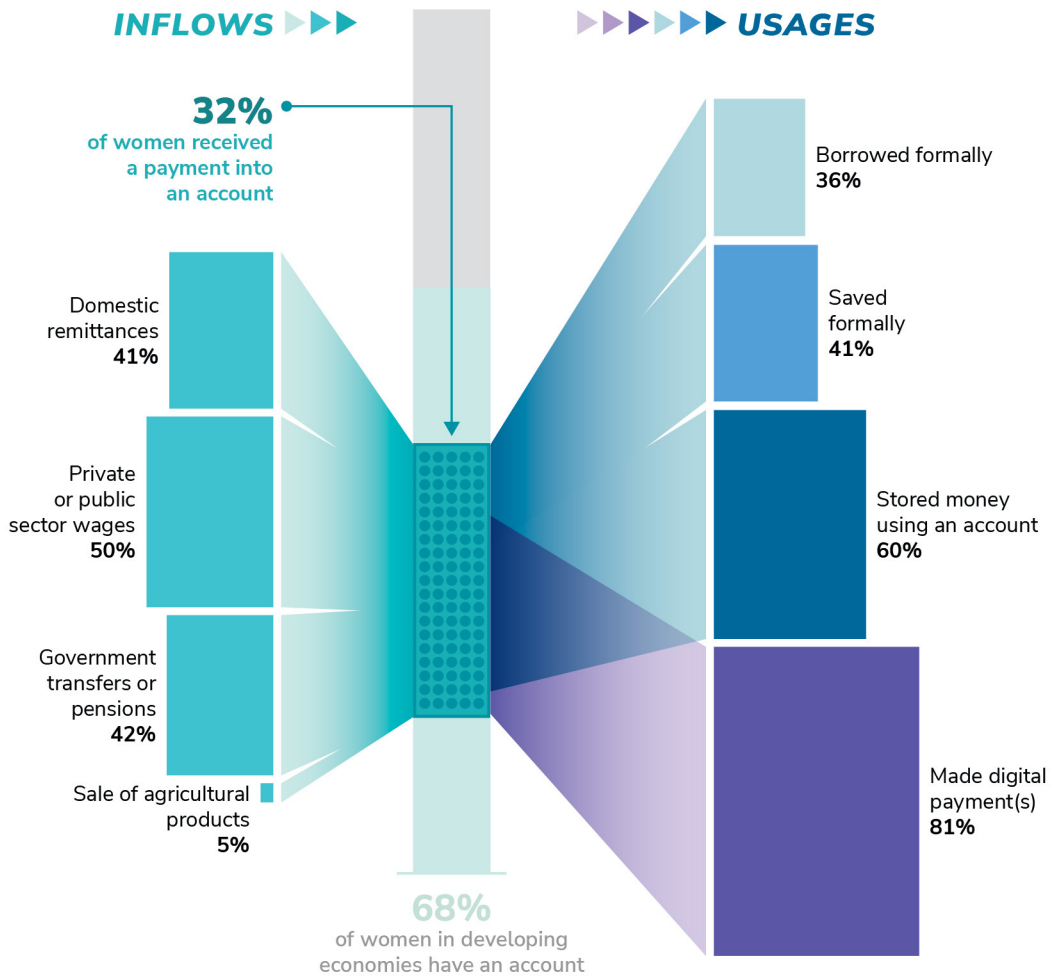 INFLOWS
USAGES
32%
of women received
a payment into
an account
Domestic
remittances
41%
Private
or public
sector wages
50%
Government
transfers or
pensions
42%
Sale of agricultural
products
5%
Borrowed formally
36%
Saved
formally
41%
Stored money
using an account
60%
Made digital
payment(s)
81%
68%
of women in developing
economies have an account